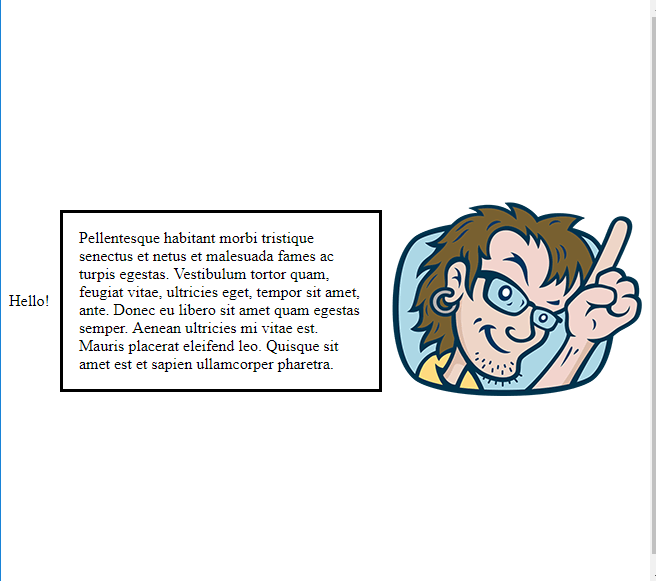 Hello!
Pellentesque habitant morbi tristique
senectus et netus et malesuada fames ac
turpis egestas. Vestibulum tortor quam,
feugiat vitae, ultricies eget, tempor sit amet,
ante. Donec eu libero sit amet quam egestas
semper. Aenean ultricies mi vitae est.
Mauris placerat eleifend leo. Quisque sit
amet est et sapien ullamcorper pharetra.